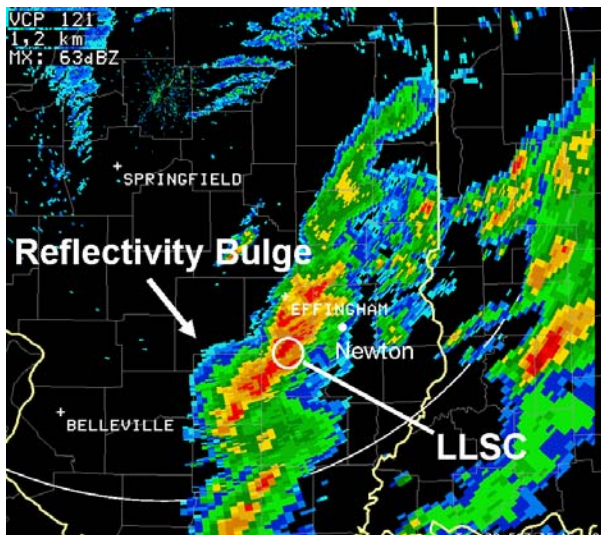 VCP 121
1,2 km
MX: 63dBZ
SPRINGFIELD
Reflectivity Bulge
EFFINGHAM
Newton
BELLEVILLE
LLSC